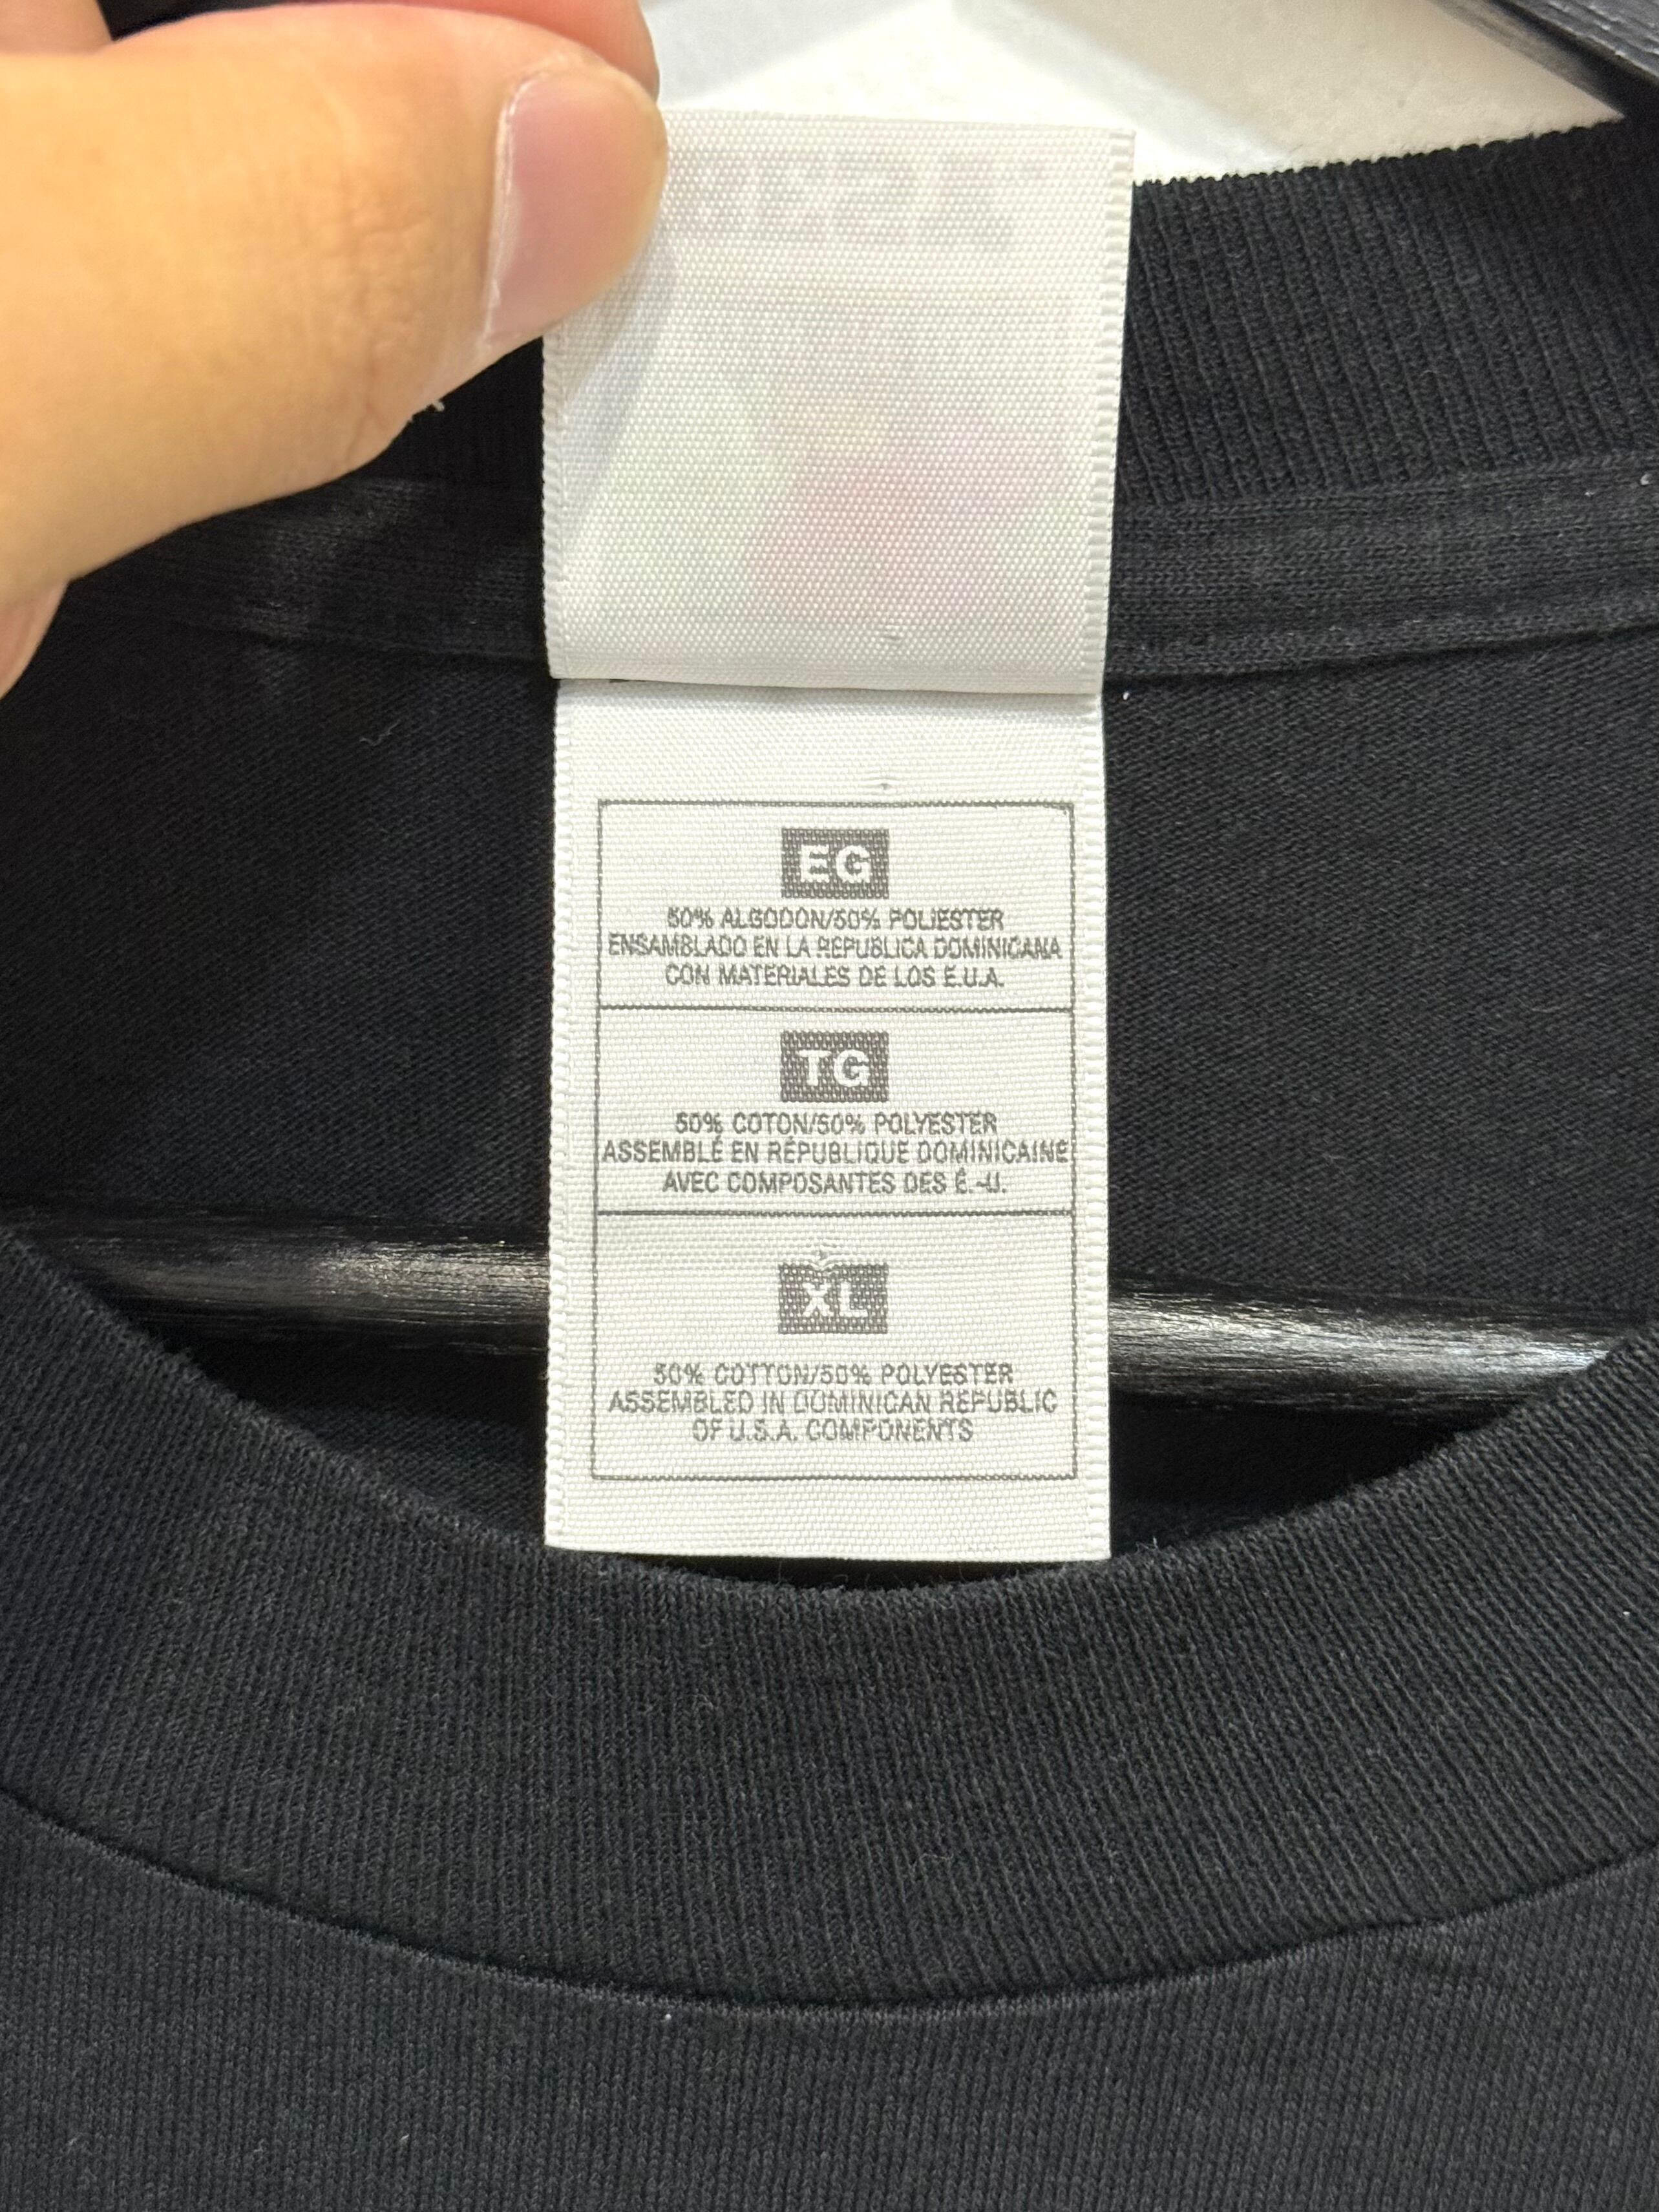 EG
50% ALGODON/50% POLIESTER
ENSAMBLADO EN LA REPUBLICA DOMINICANA
CON MATERIALES DE LOS E.U.A.
TG
50% COTON/50% POLYESTER
ASSEMBLÉ EN RÉPUBLIQUE DOMINICAINE
AVEC COMPOSANTES DES É.-U.
XL
50% COTTON/50% POLYESTER
ASSEMBLED IN DOMINICAN REPUBLIC
OF U.S.A. COMPONENTS